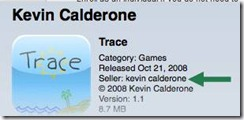 Kevin Calderone
Trace
Trace
Category: Games
Released Oct 21, 2008
Seller: kevin calderone
© 2008 Kevin Calderone
Version: 1.1
8.7 MB